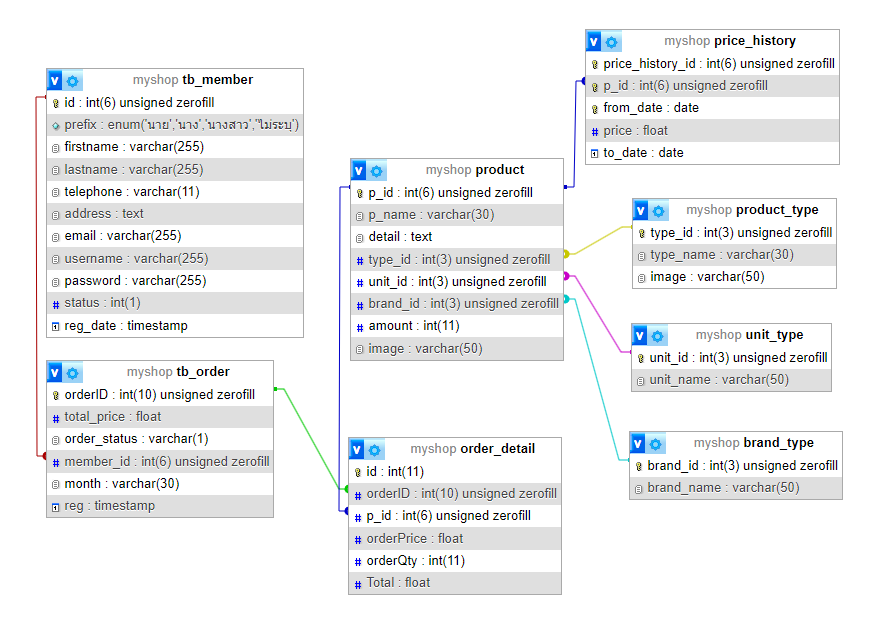 myshop tb_member
id : int(6) unsigned zerofill
prefix : enum('นาย','นาง','นางสาว','ไม่ระบุ')
firstname : varchar(255)
lastname : varchar(255)
telephone : varchar(11)
address : text
email : varchar(255)
username : varchar(255)
password : varchar(255)
status : int(1)
reg_date : timestamp
myshop tb_order
orderID : int(10) unsigned zerofill
total_price : float
order_status : varchar(1)
member_id : int(6) unsigned zerofill
month : varchar(30)
reg : timestamp
myshop product
p_id : int(6) unsigned zerofill
p_name : varchar(30)
detail : text
type_id : int(3) unsigned zerofill
unit_id : int(3) unsigned zerofill
brand_id : int(3) unsigned zerofill
amount : int(11)
image : varchar(50)
myshop order_detail
id : int(11)
orderID : int(10) unsigned zerofill
p_id : int(6) unsigned zerofill
orderPrice : float
orderQty : int(11)
Total : float
myshop price_history
price_history_id : int(6) unsigned zerofill
p_id : int(6) unsigned zerofill
from_date : date
price : float
to_date : date
myshop product_type
type_id : int(3) unsigned zerofill
type_name : varchar(30)
image : varchar(50)
myshop unit_type
unit_id : int(3) unsigned zerofill
unit_name : varchar(50)
myshop brand_type
brand_id : int(3) unsigned zerofill
brand_name : varchar(50)